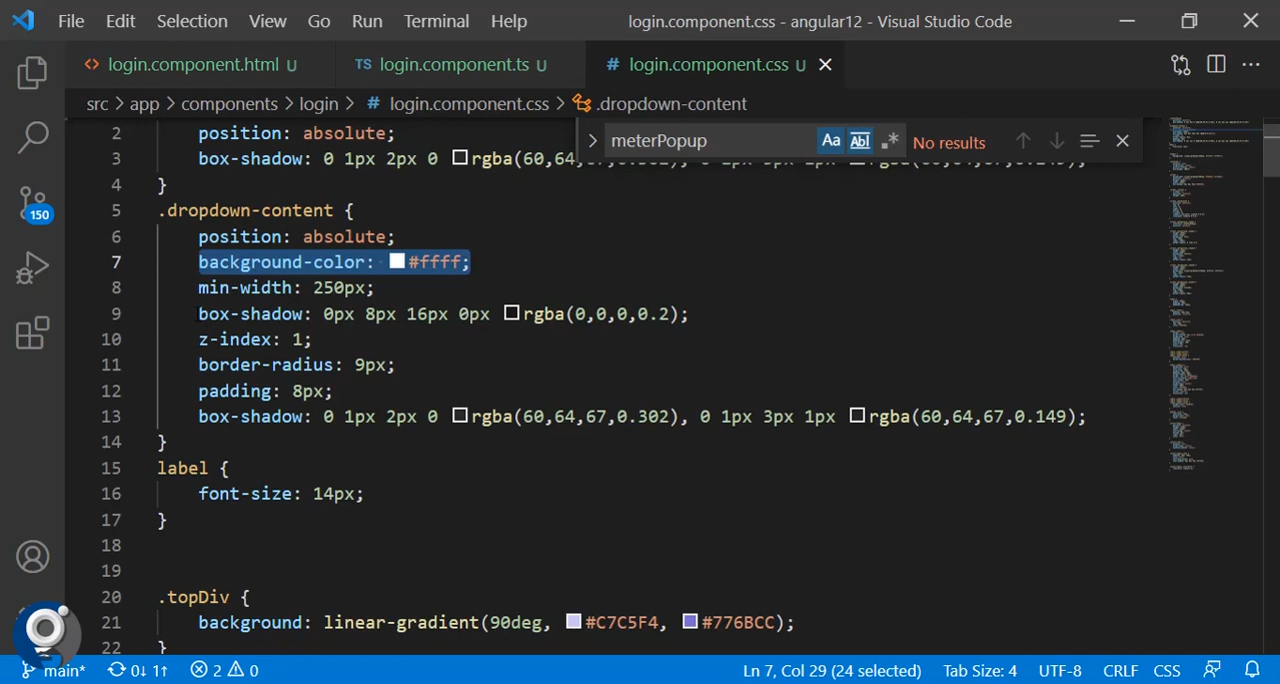 File Edit Selection View Go Run Terminal Help login.component.css - angular12 - Visual Studio Code
<> login.component.html U TS login.component.ts U # login.component.css U
src > app > components > login > # login.component.css > .dropdown-content
meterPopup Aa Abl No results
2 position: absolute;
3 box-shadow: 0 1px 2px 0 rgba(60,64,
4 }
5 .dropdown-content {
6 position: absolute;
7 background-color: #ffff;
8 min-width: 250px;
9 box-shadow: 0px 8px 16px 0px rgba(0,0,0,0.2);
10 z-index: 1;
11 border-radius: 9px;
12 padding: 8px;
13 box-shadow: 0 1px 2px 0 rgba(60,64,67,0.302), 0 1px 3px 1px rgba(60,64,67,0.149);
14 }
15 label {
16 font-size: 14px;
17 }
18
19
20 .topDiv {
21 background: linear-gradient(90deg, #C7C5F4, #776BCC);
22 }
150
main* 0↓ 1↑ 2 0 Ln 7, Col 29 (24 selected) Tab Size: 4 UTF-8 CRLF CSS